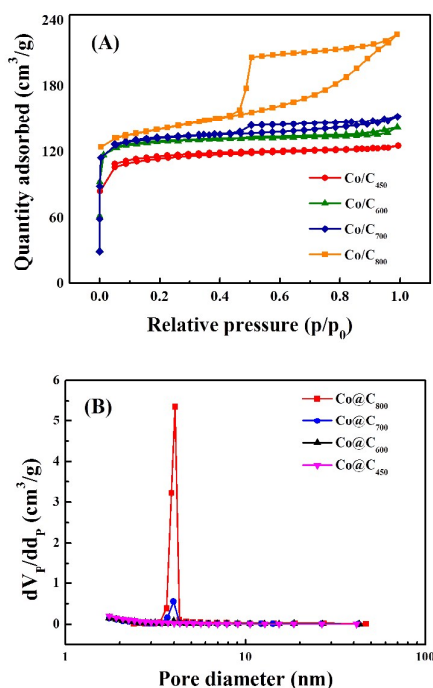 (A)
Quantity adsorbed (cm³/g)
240
180
120
60
0
Co/C₄₅₀
Co/C₆₀₀
Co/C₇₀₀
Co/C₈₀₀
0.0 0.2 0.4 0.6 0.8 1.0
Relative pressure (p/p₀)
(B)
dV_P/dd_P (cm³/g)
6
5
4
3
2
1
0
Co@C₈₀₀
Co@C₇₀₀
Co@C₆₀₀
Co@C₄₅₀
1 10 100
Pore diameter (nm)